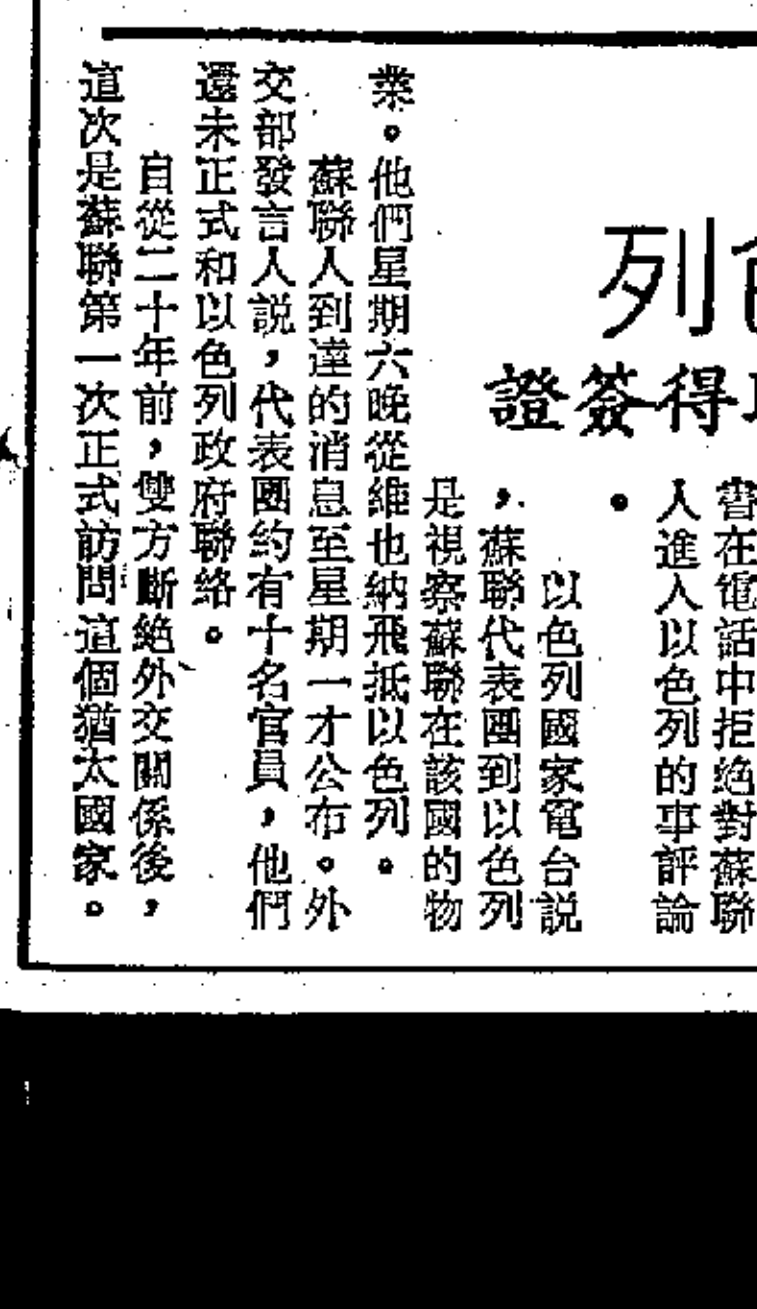 列
得簽證
書在電話中拒絶對蘇聯
人進入以色列的事評論
。
以色列國家電台説
，蘇聯代表團到以色列
是視察蘇聯在該國的物
業。他們星期六晚從維也納飛抵以色列。
蘇聯人到達的消息至星期一才公布。外
交部發言人説，代表團約有十名官員，他們
還未正式和以色列政府聯絡。
自從二十年前，雙方斷絶外交關係後，
這次是蘇聯第一次正式訪問這個猶太國家。